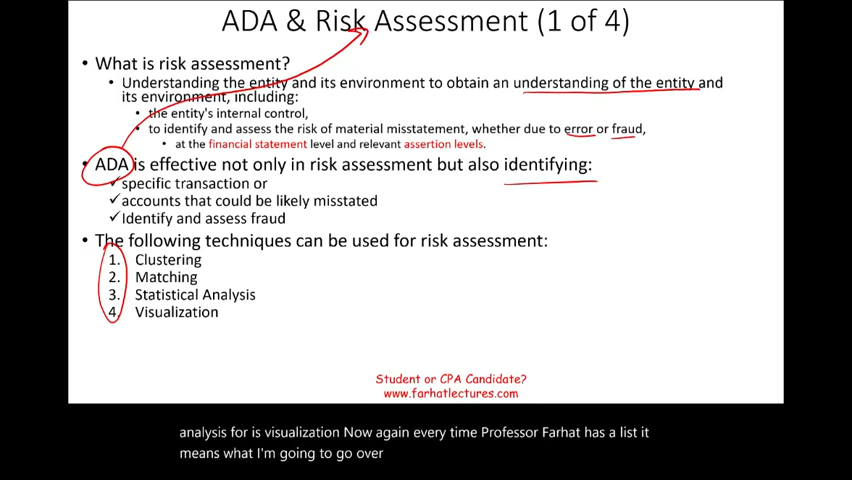 ADA & Risk Assessment (1 of 4)
• What is risk assessment?
• Understanding the entity and its environment to obtain an understanding of the entity and
its environment, including:
• the entity's internal control,
• to identify and assess the risk of material misstatement, whether due to error or fraud,
• at the financial statement level and relevant assertion levels.
• ADA is effective not only in risk assessment but also identifying:
✓specific transaction or
✓accounts that could be likely misstated
✓Identify and assess fraud
• The following techniques can be used for risk assessment:
1. Clustering
2. Matching
3. Statistical Analysis
4. Visualization
Student or CPA Candidate?
www.farhatlectures.com
analysis for is visualization Now again every time Professor Farhat has a list it
means what I'm going to go over